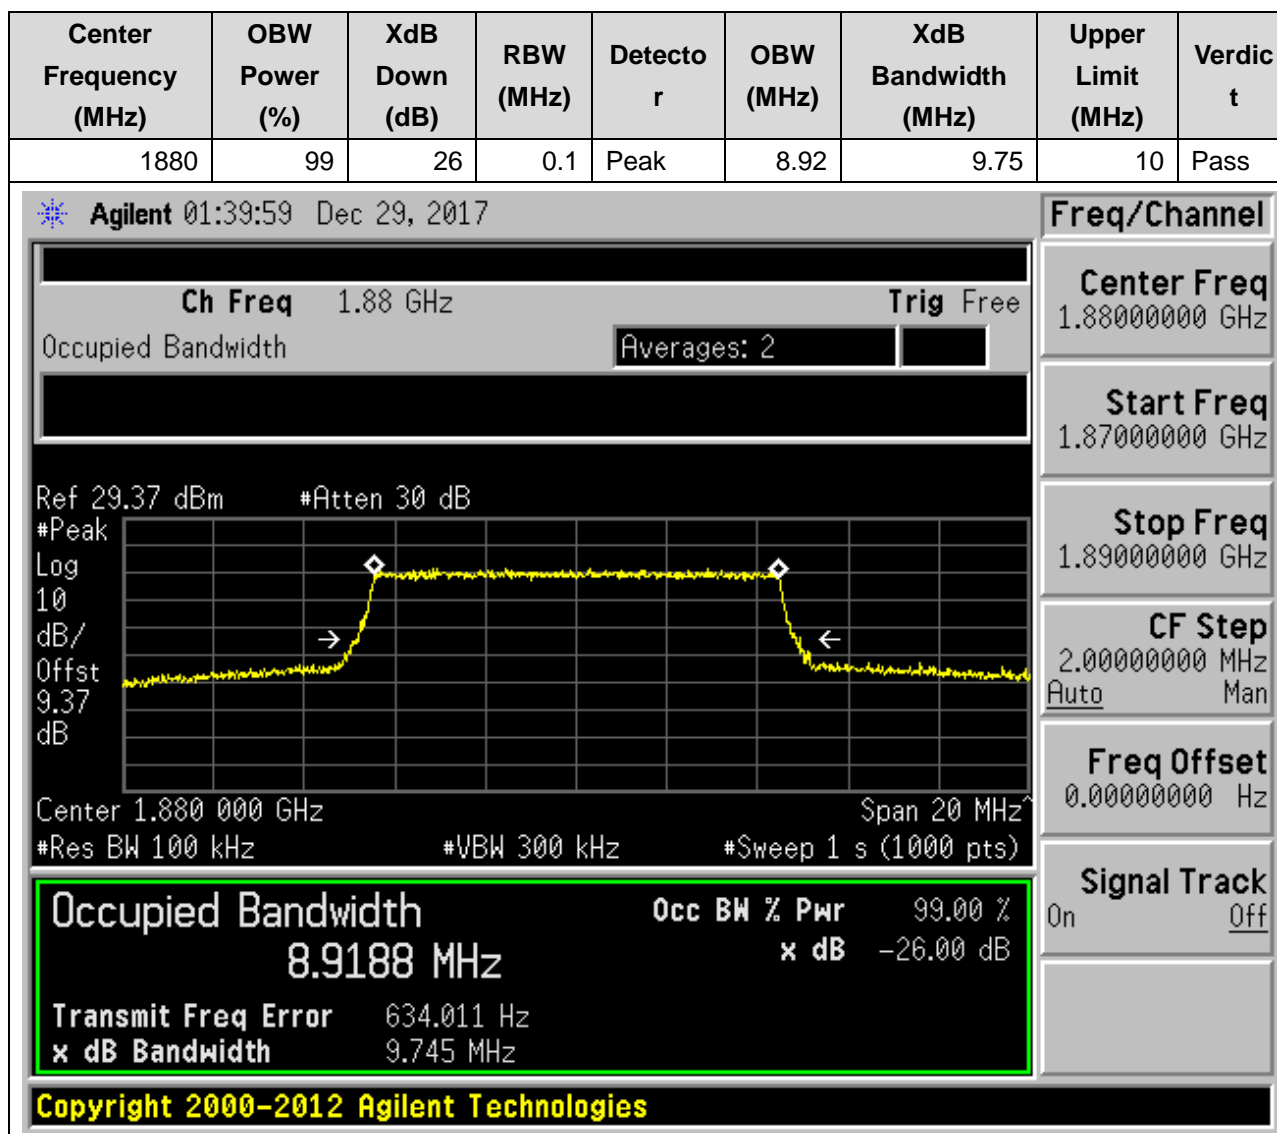 Center Frequency (MHz) OBW Power (%) XdB Down (dB) RBW (MHz) Detector OBW (MHz) XdB Bandwidth (MHz) Upper Limit (MHz) Verdict
1880 99 26 0.1 Peak 8.92 9.75 10 Pass
Agilent 01:39:59 Dec 29, 2017
Freq/Channel
Ch Freq 1.88 GHz Trig Free
Occupied Bandwidth Averages: 2
Ref 29.37 dBm #Atten 30 dB
#Peak
Log
10
dB/
Offst
9.37
dB
Center 1.880 000 GHz Span 20 MHz^
#Res BW 100 kHz #VBW 300 kHz #Sweep 1 s (1000 pts)
Occupied Bandwidth Occ BW % Pwr 99.00 %
8.9188 MHz x dB -26.00 dB
Transmit Freq Error 634.011 Hz
x dB Bandwidth 9.745 MHz
Center Freq
1.88000000 GHz
Start Freq
1.87000000 GHz
Stop Freq
1.89000000 GHz
CF Step
2.00000000 MHz
Auto Man
Freq Offset
0.00000000 Hz
Signal Track
On Off
Copyright 2000-2012 Agilent Technologies